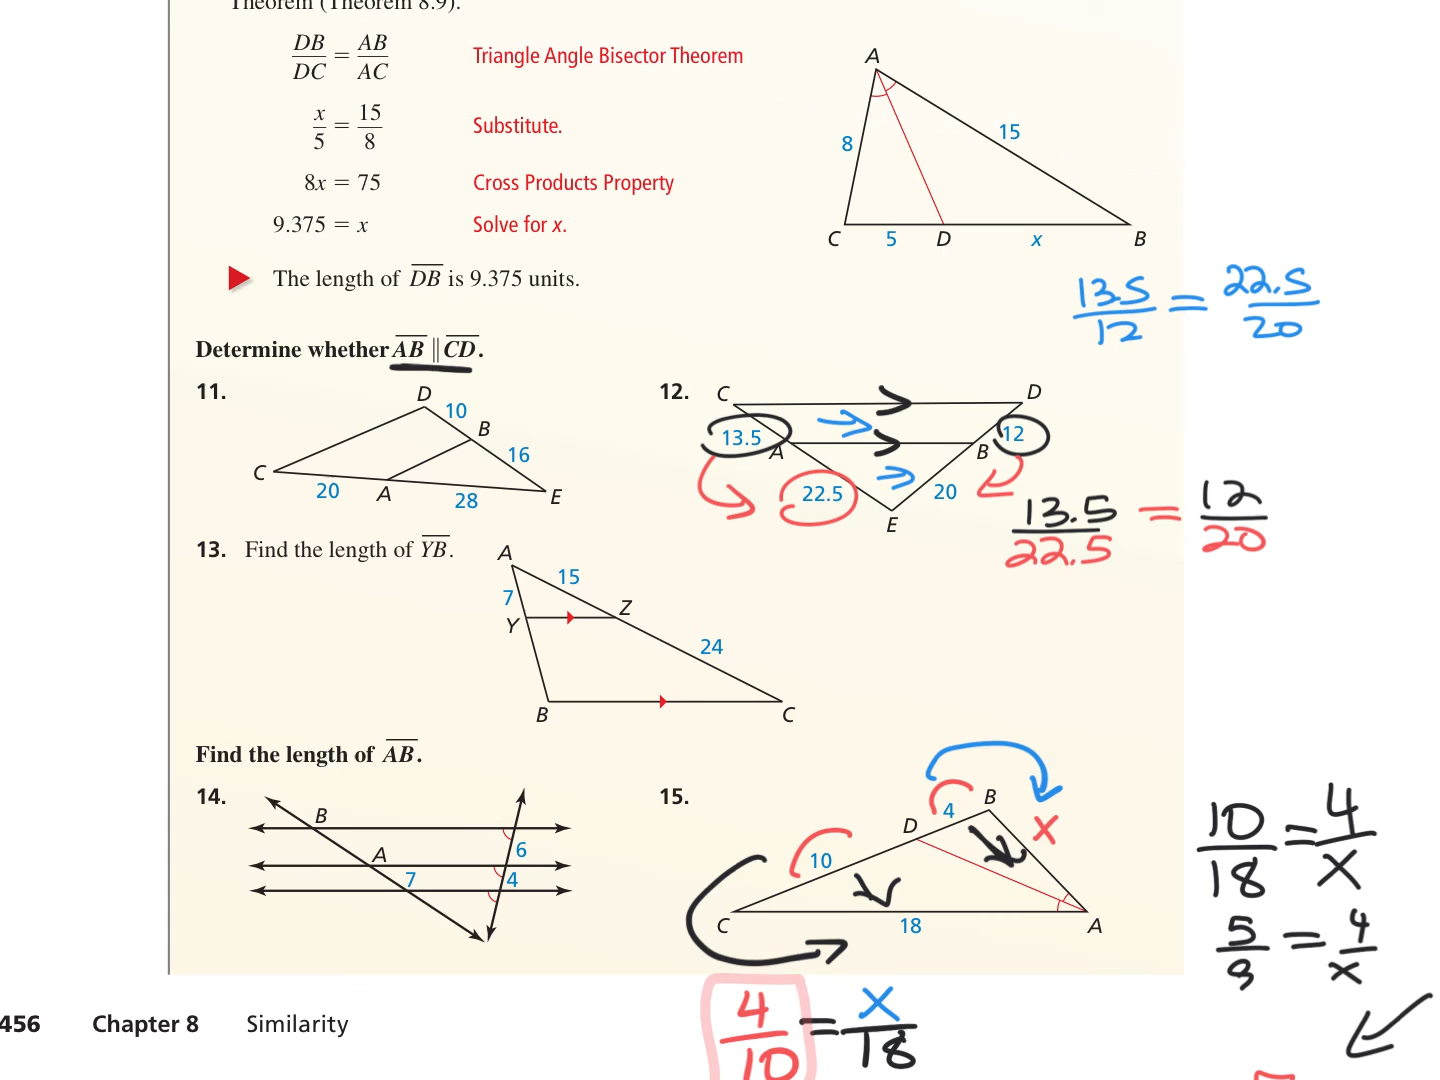 Theorem (Theorem 8.9).
DB/DC = AB/AC Triangle Angle Bisector Theorem
x/5 = 15/8 Substitute.
8x = 75 Cross Products Property
9.375 = x Solve for x.
The length of DB is 9.375 units.
A
8
15
C 5 D x B
13.5/12 = 22.5/20
Determine whether AB ∥ CD.
11.
D
10
B
16
C
20 A 28 E
12.
C D
13.5 12
A B
22.5 20
E
13.5/22.5 = 12/20
13. Find the length of YB.
A
15
7
Y Z
24
B C
Find the length of AB.
14.
B
A
6
7 4
15.
B
4
D x
10
C 18 A
10/18 = 4/x
5/9 = 4/x
4/10 = x/18
456 Chapter 8 Similarity